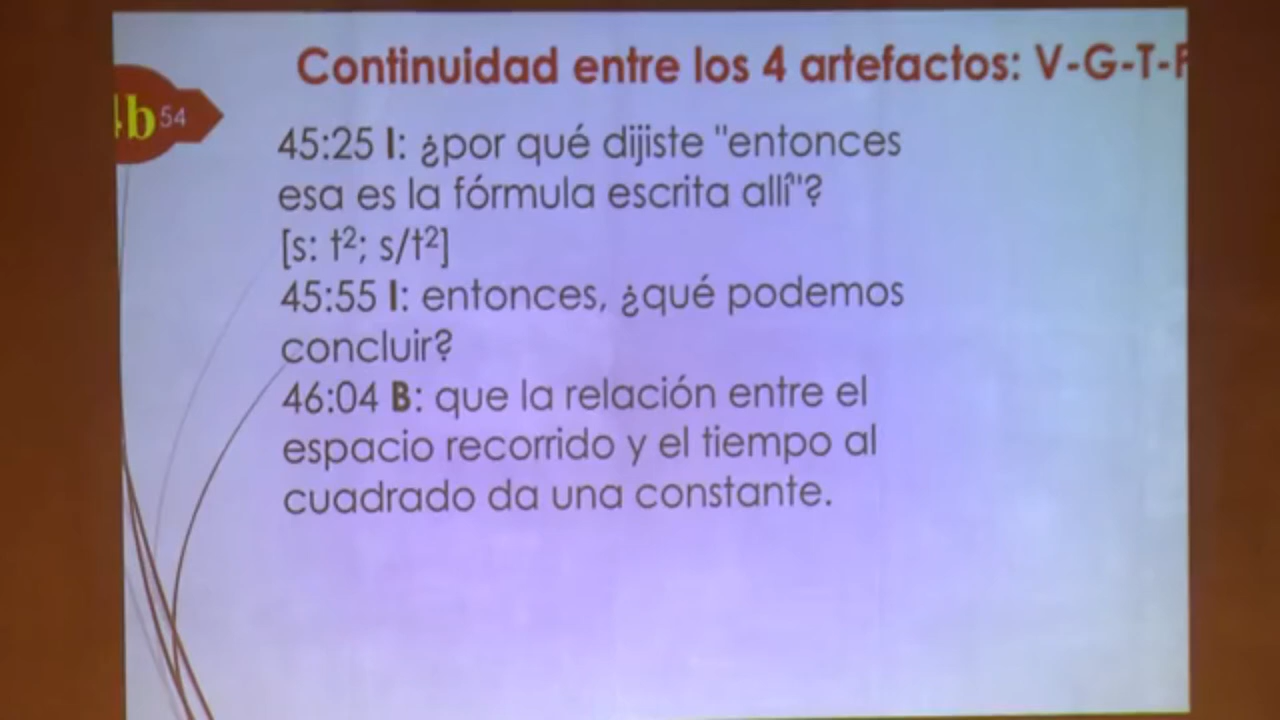 Continuidad entre los 4 artefactos: V-G-T-F
4b 54
45:25 I: ¿por qué dijiste "entonces
esa es la fórmula escrita allí"?
[s: t²; s/t²]
45:55 I: entonces, ¿qué podemos
concluir?
46:04 B: que la relación entre el
espacio recorrido y el tiempo al
cuadrado da una constante.